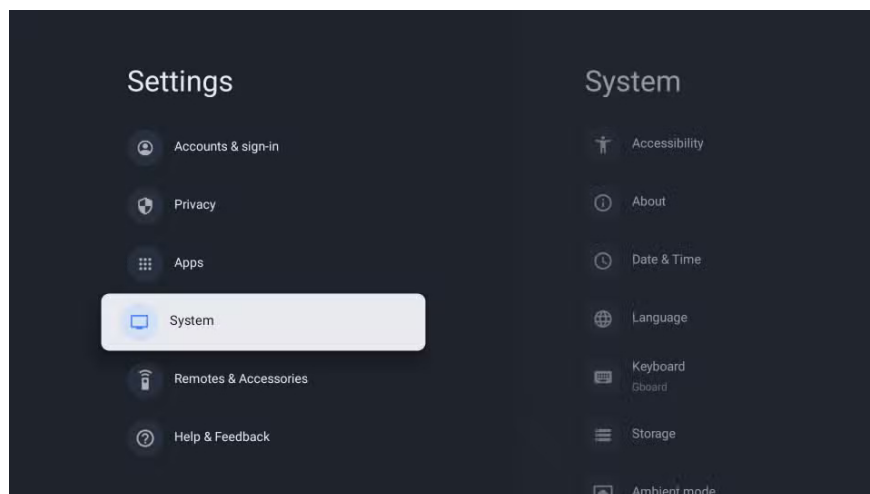 Settings
Accounts & sign-in
Privacy
Apps
System
Remotes & Accessories
Help & Feedback
System
Accessibility
About
Date & Time
Language
Keyboard
Gboard
Storage
Ambient mode